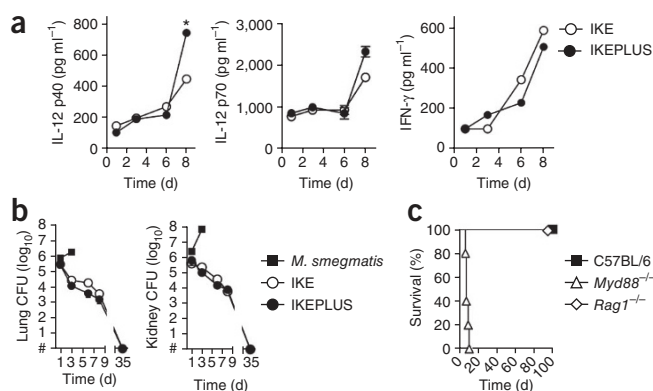 a
IL-12 p40 (pg ml⁻¹)
800
600
400
200
0
*
0 2 4 6 8
Time (d)
IL-12 p70 (pg ml⁻¹)
3,000
2,000
1,000
0
0 2 4 6 8
Time (d)
IFN-γ (pg ml⁻¹)
600
400
200
0
0 2 4 6 8
Time (d)
IKE
IKEPLUS
b
Lung CFU (log₁₀)
8
7
6
5
4
3
2
1
#
1 3 5 7 9 35
Time (d)
Kidney CFU (log₁₀)
8
7
6
5
4
3
2
1
#
1 3 5 7 9 35
Time (d)
M. smegmatis
IKE
IKEPLUS
c
Survival (%)
100
80
60
40
20
0
0 20 40 60 80 100
Time (d)
C57BL/6
Myd88⁻/⁻
Rag1⁻/⁻